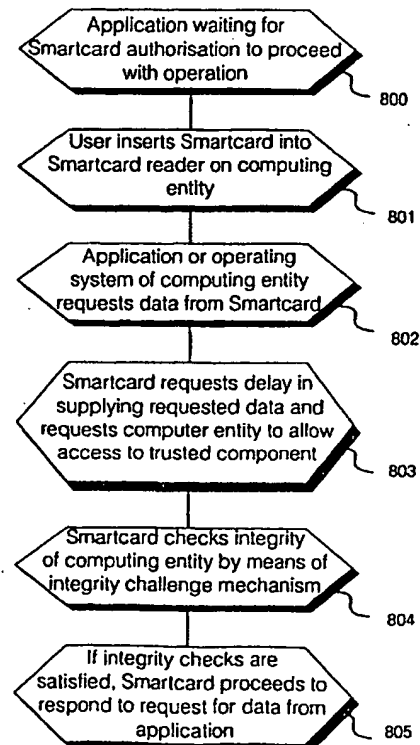 Application waiting for
Smartcard authorisation to proceed
with operation
800
User inserts Smartcard into
Smartcard reader on computing
entity
801
Application or operating
system of computing entity
requests data from Smartcard
802
Smartcard requests delay in
supplying requested data and
requests computer entity to allow
access to trusted component
803
Smartcard checks integrity
of computing entity by means of
integrity challenge mechanism
804
If integrity checks are
satisfied, Smartcard proceeds to
respond to request for data from
application
805